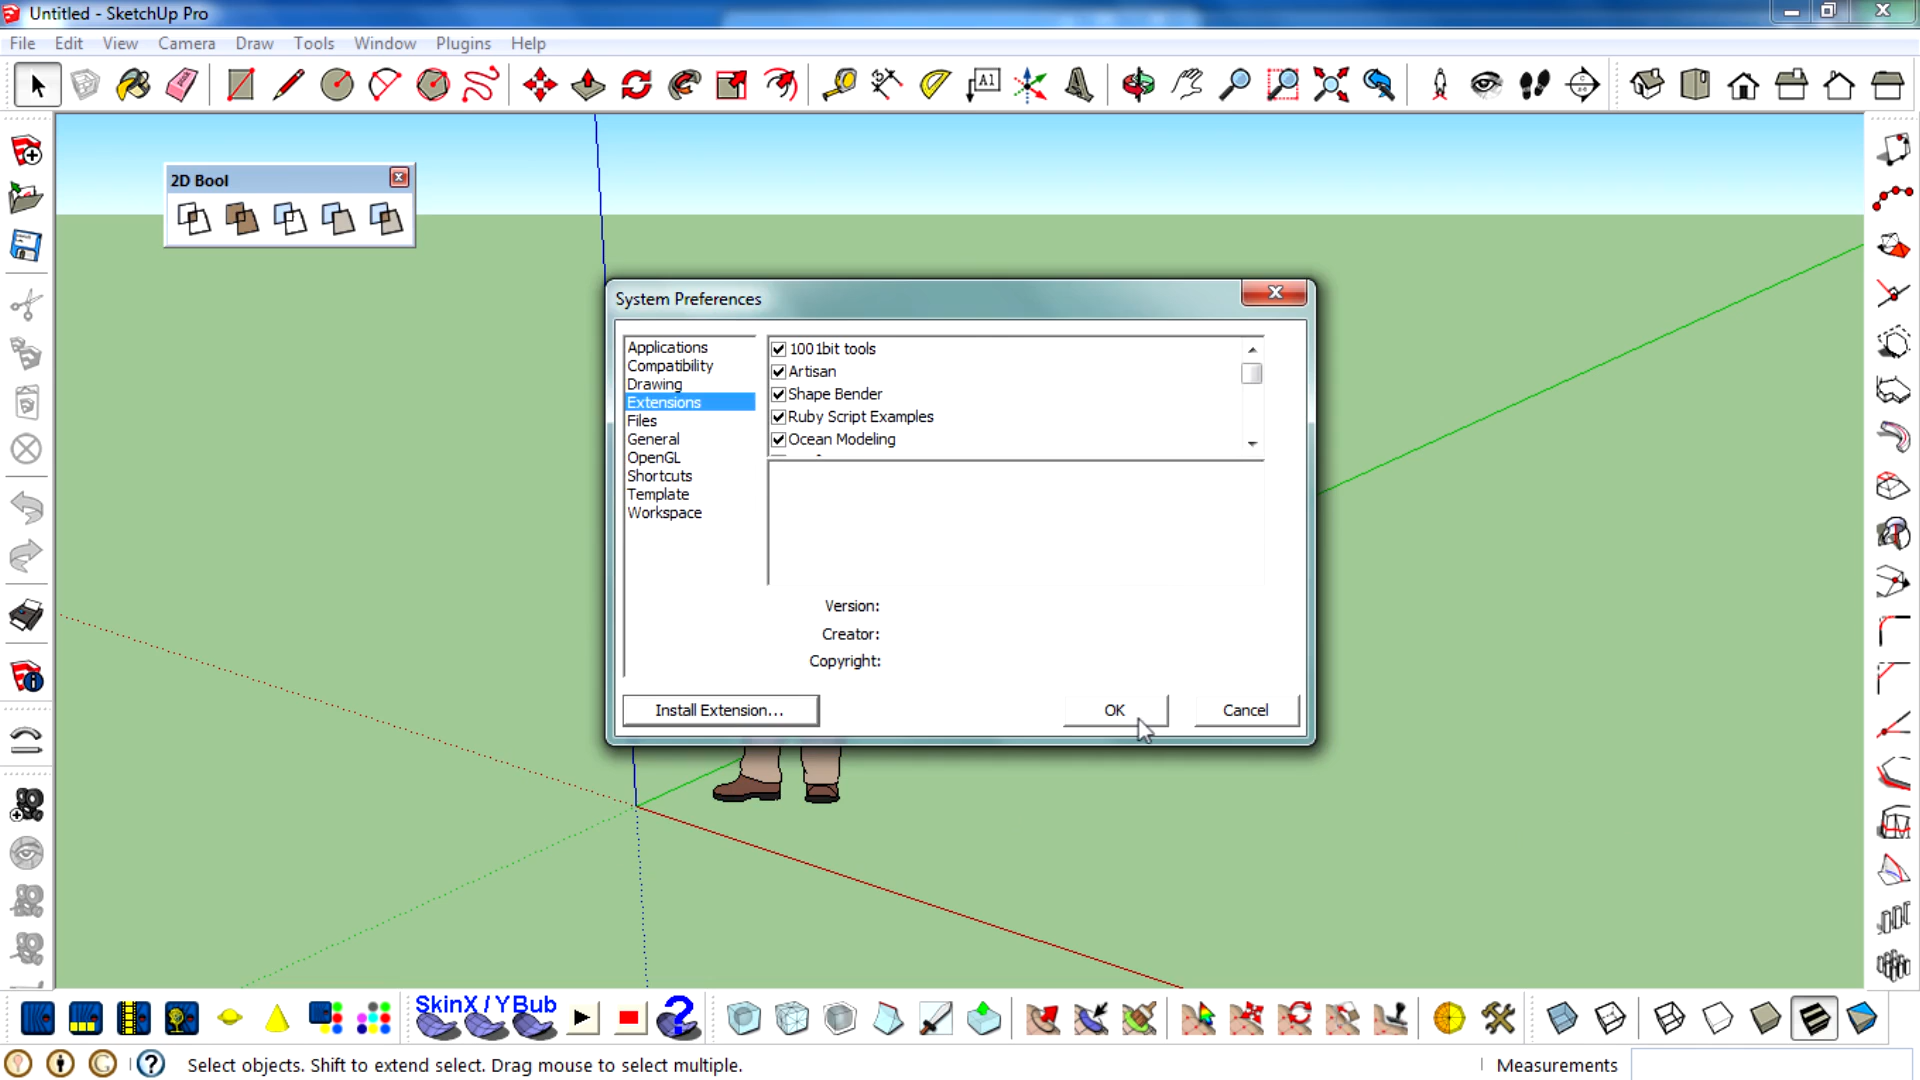 Untitled - SketchUp Pro
File Edit View Camera Draw Tools Window Plugins Help
A1
2D Bool
System Preferences
Applications
Compatibility
Drawing
Extensions
Files
General
OpenGL
Shortcuts
Template
Workspace
1001bit tools
Artisan
Shape Bender
Ruby Script Examples
Ocean Modeling
Version:
Creator:
Copyright:
Install Extension... OK Cancel
SkinX / YBub
Select objects. Shift to extend select. Drag mouse to select multiple. Measurements